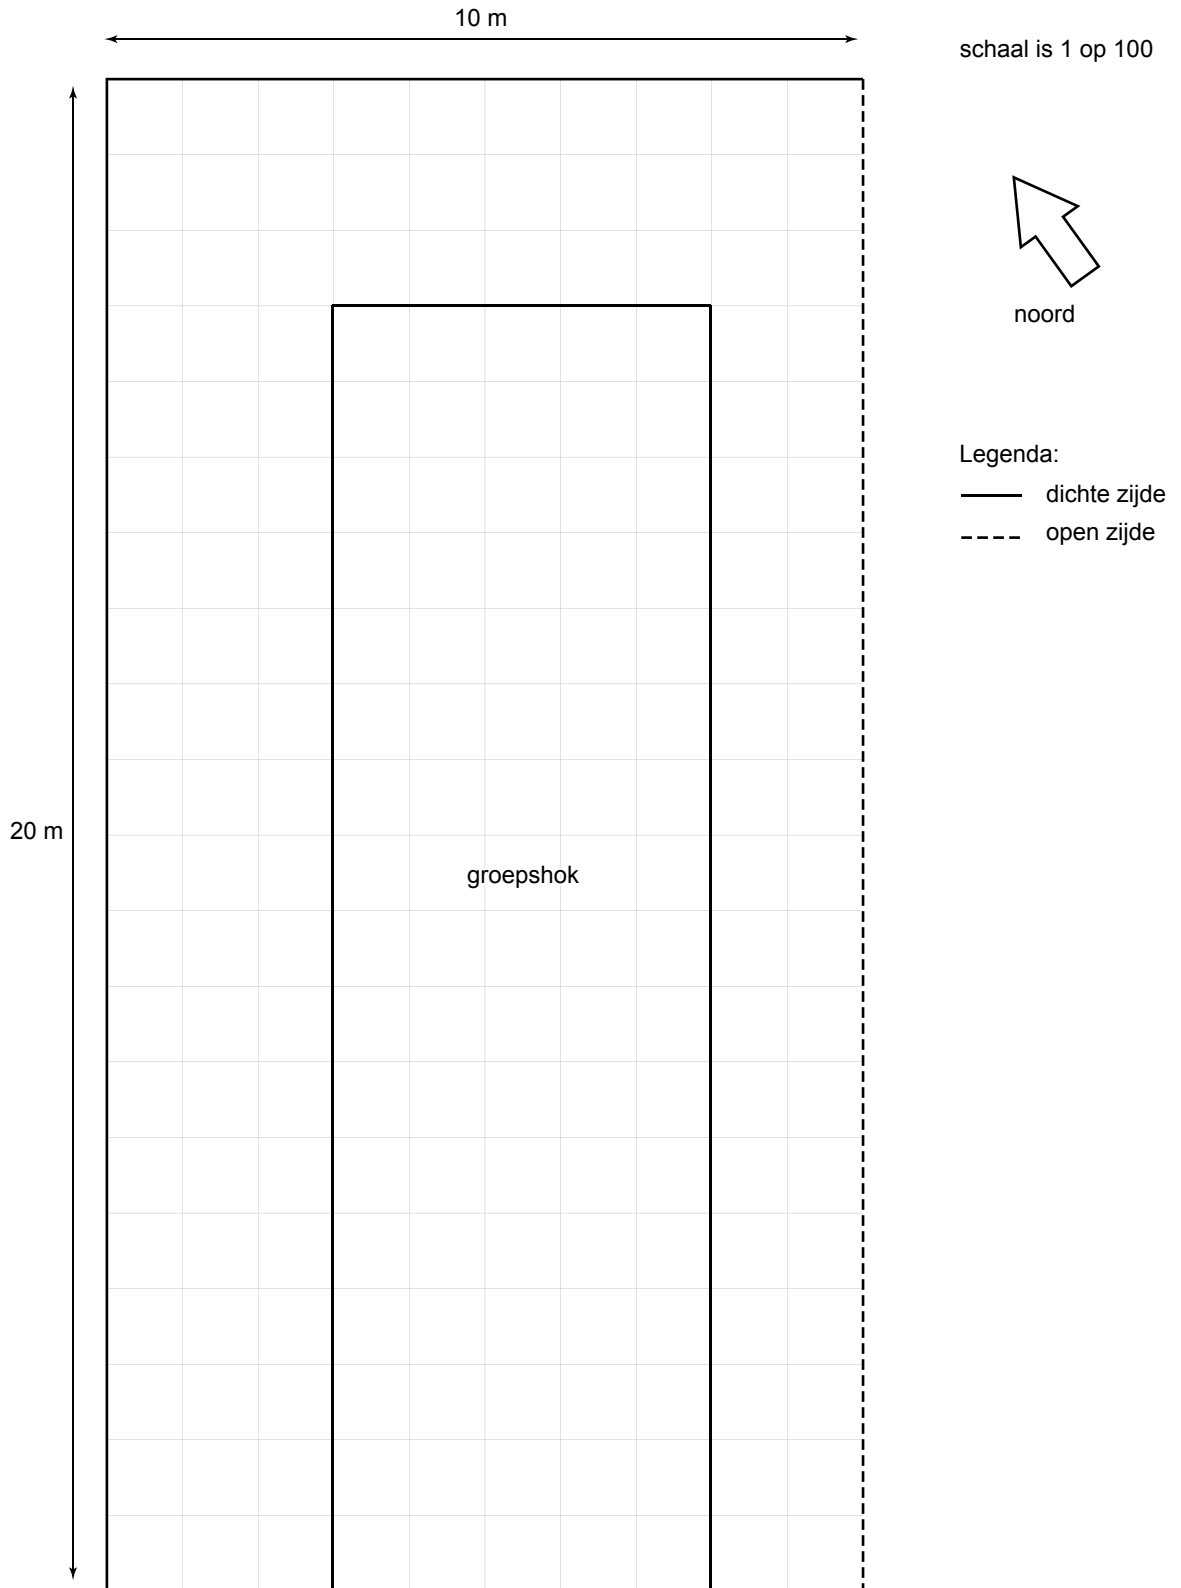 10 m
schaal is 1 op 100
noord
Legenda:
dichte zijde
open zijde
20 m
groepshok